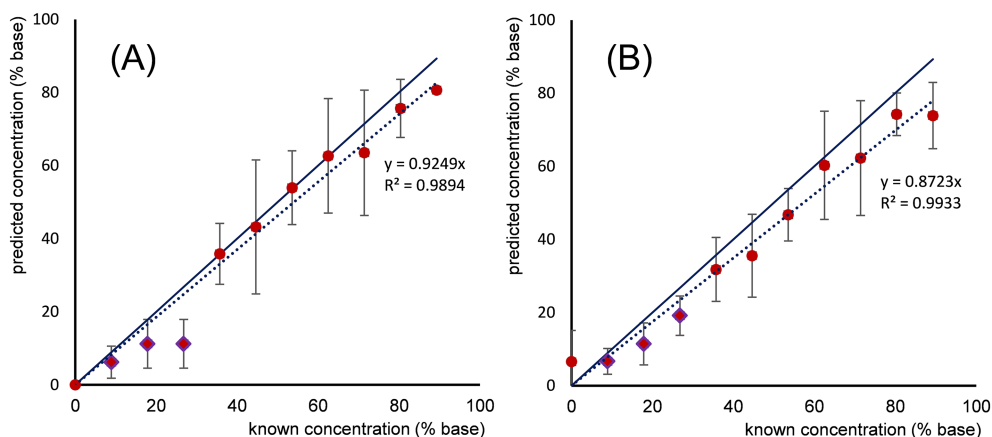 (A)
predicted concentration (% base)
100
80
60
40
20
0
y = 0.9249x
R² = 0.9894
0 20 40 60 80 100
known concentration (% base)
(B)
predicted concentration (% base)
100
80
60
40
20
0
y = 0.8723x
R² = 0.9933
0 20 40 60 80 100
known concentration (% base)